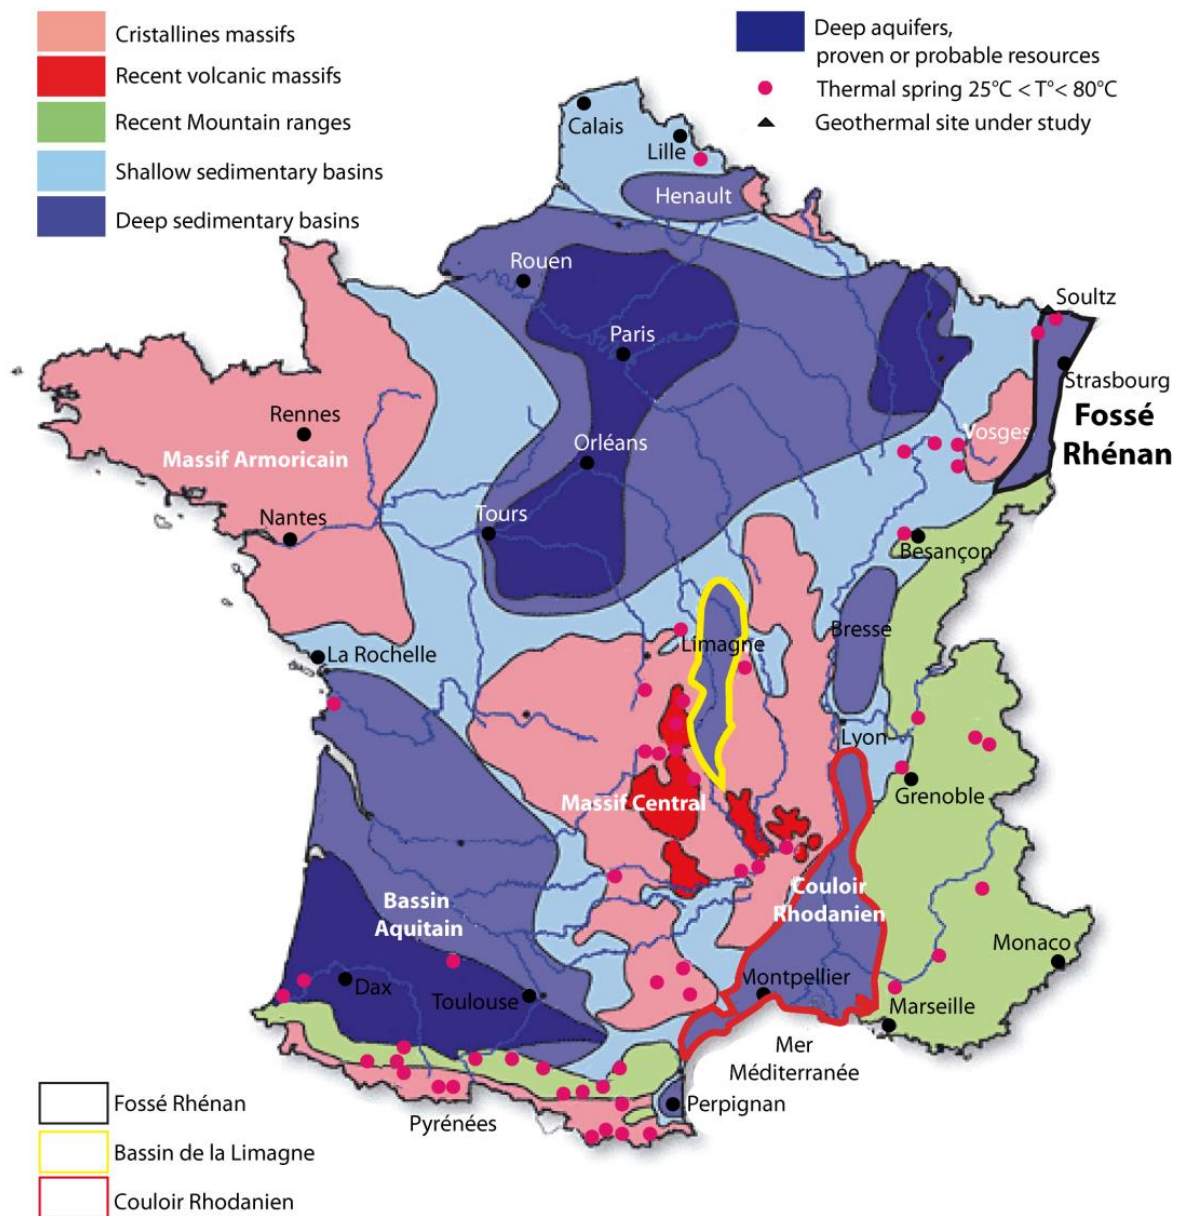 Cristallines massifs
Recent volcanic massifs
Recent Mountain ranges
Shallow sedimentary basins
Deep sedimentary basins
Deep aquifers,
proven or probable resources
Thermal spring 25°C < T°< 80°C
Geothermal site under study
Calais
Lille
Henault
Rouen
Soultz
Paris
Strasbourg
Fossé
Rhénan
Rennes
Vosges
Orléans
Massif Armoricain
Nantes
Tours
Besançon
Bresse
Limagne
La Rochelle
Lyon
Grenoble
Massif Central
Couloir
Rhodanien
Bassin
Aquitain
Monaco
Montpellier
Dax
Toulouse
Marseille
Mer
Méditerranée
Perpignan
Pyrénées
Fossé Rhénan
Bassin de la Limagne
Couloir Rhodanien